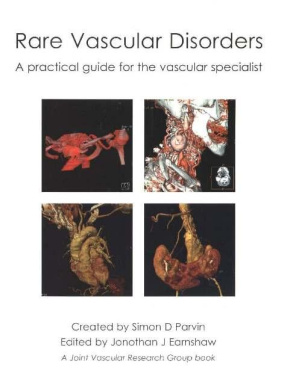 Rare Vascular Disorders
A practical guide for the vascular specialist
Created by Simon D Parvin
Edited by Jonothan J Earnshaw
A Joint Vascular Research Group book